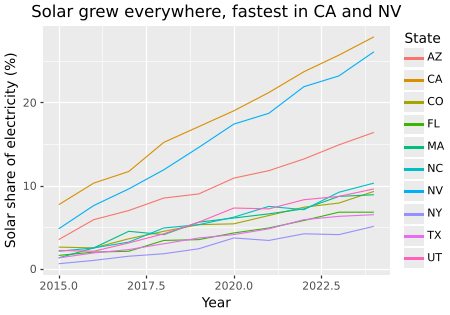 Solar grew everywhere, fastest in CA and NV
Solar share of electricity (%)
20
10
0
2015.0 2017.5 2020.0 2022.5
Year
State
AZ
CA
CO
FL
MA
NC
NV
NY
TX
UT